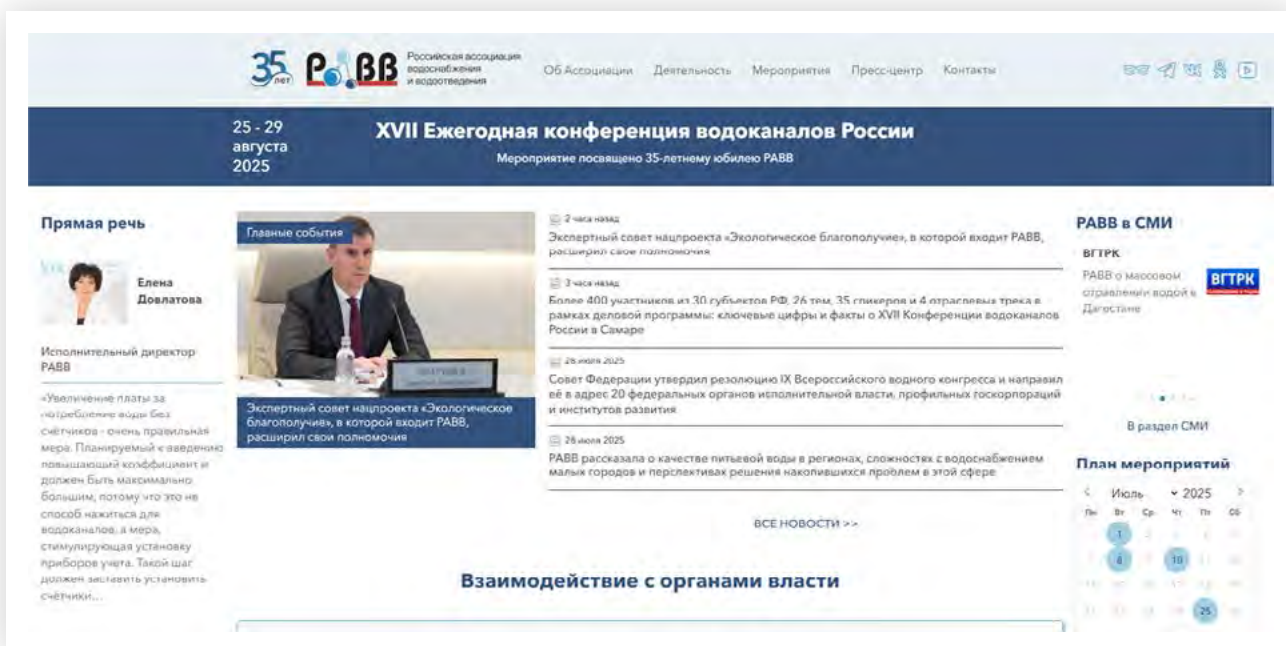 35 лет
РАВВ
Российская ассоциация
водоснабжения
и водоотведения
Об Ассоциации Деятельность Мероприятия Пресс-центр Контакты
25 - 29
августа
2025
XVII Ежегодная конференция водоканалов России
Мероприятие посвящено 35-летнему юбилею РАВВ
Прямая речь
Елена
Довлатова
Исполнительный директор
РАВВ
«Увеличение платы за
потребление воды без
счётчиков - очень правильная
мера. Планируемый к введению
повышающий коэффициент и
должен быть максимально
большим, потому что это не
способ нажиться для
водоканалов, а мера,
стимулирующая установку
приборов учета. Такой шаг
должен заставить установить
счётчики...
Главные события
Экспертный совет нацпроекта «Экологическое
благополучие», в которой входит РАВВ,
расширил свои полномочия
2 часа назад
Экспертный совет нацпроекта «Экологическое благополучие», в которой входит РАВВ,
расширил свои полномочия
3 часа назад
Более 400 участников из 30 субъектов РФ, 26 тем, 35 спикеров и 4 отраслевых трека в
рамках деловой программы: ключевые цифры и факты о XVII Конференции водоканалов
России в Самаре
28 июля 2025
Совет Федерации утвердил резолюцию IX Всероссийского водного конгресса и направил
её в адрес 20 федеральных органов исполнительной власти, профильных госкорпораций
и институтов развития
28 июля 2025
РАВВ рассказала о качестве питьевой воды в регионах, сложностях с водоснабжением
малых городов и перспективах решения накопившихся проблем в этой сфере
ВСЕ НОВОСТИ >>
Взаимодействие с органами власти
РАВВ в СМИ
ВГТРК
РАВВ о массовом
отравлении водой в
Дагестане
ВГТРК
В раздел СМИ
План мероприятий
Июль 2025
Пн Вт Ср Чт Пт Сб
1
8 10
25